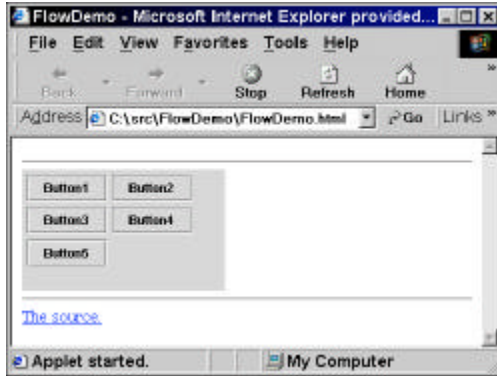 FlowDemo - Microsoft Internet Explorer provided...
File Edit View Favorites Tools Help
Back Forward Stop Refresh Home »
Address C:\src\FlowDemo\FlowDemo.html Go Links »
Button1 Button2
Button3 Button4
Button5
The source.
Applet started. My Computer